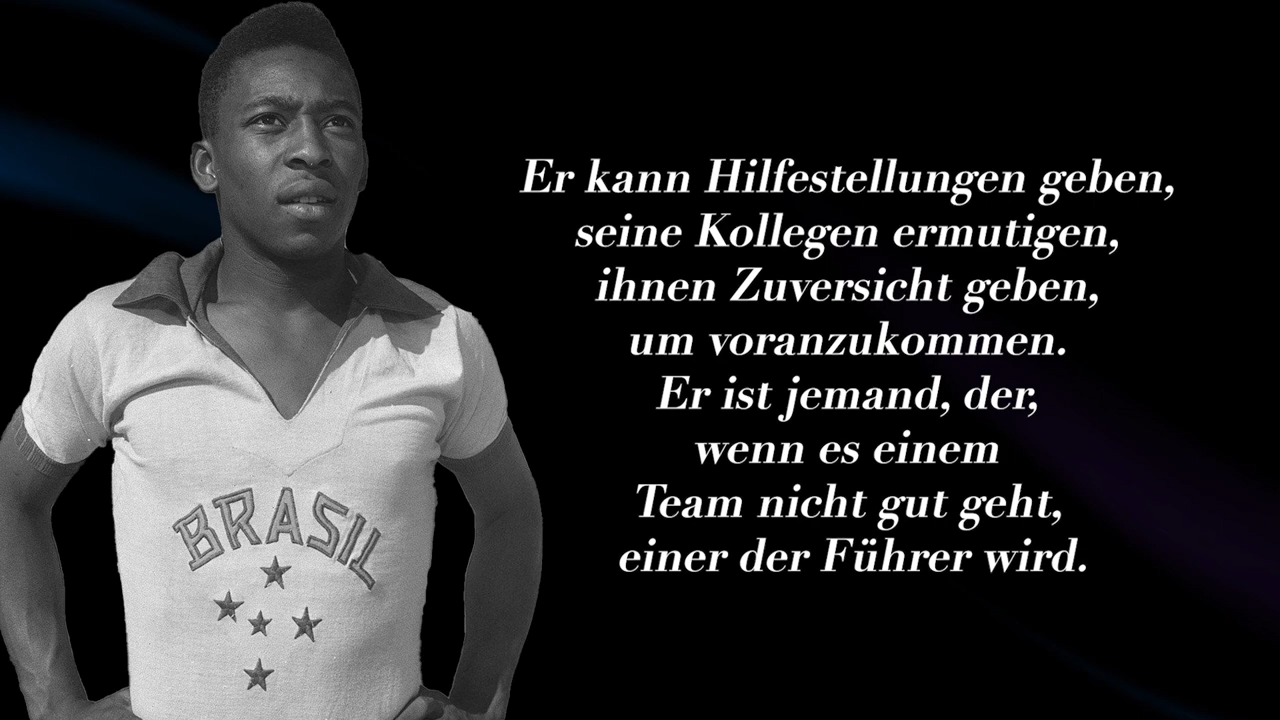 Er kann Hilfestellungen geben,
seine Kollegen ermutigen,
ihnen Zuversicht geben,
um voranzukommen.
Er ist jemand, der,
wenn es einem
Team nicht gut geht,
einer der Führer wird.
BRASIL